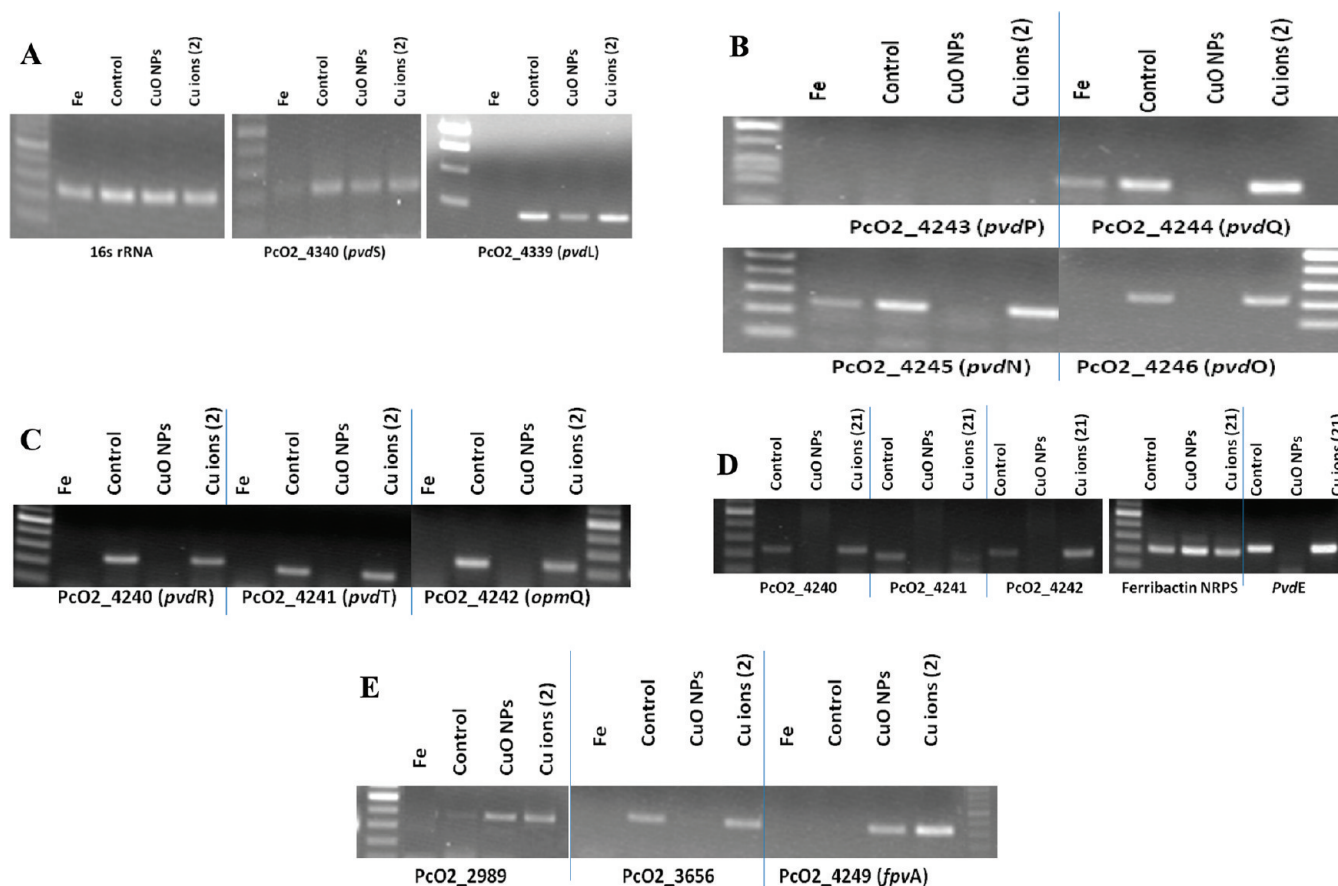 A
Fe Control CuO NPs Cu ions (2)
Fe Control CuO NPs Cu ions (2)
Fe Control CuO NPs Cu ions (2)
16s rRNA
PcO2_4340 (pvdS)
PcO2_4339 (pvdL)
B
Fe Control CuO NPs Cu ions (2)
Fe Control CuO NPs Cu ions (2)
PcO2_4243 (pvdP)
PcO2_4244 (pvdQ)
PcO2_4245 (pvdN)
PcO2_4246 (pvdO)
C
Fe Control CuO NPs Cu ions (2)
Fe Control CuO NPs Cu ions (2)
Fe Control CuO NPs Cu ions (2)
PcO2_4240 (pvdR)
PcO2_4241 (pvdT)
PcO2_4242 (opmQ)
D
Control CuO NPs Cu ions (21)
Control CuO NPs Cu ions (21)
Control CuO NPs Cu ions (21)
Control CuO NPs Cu ions (21)
Control CuO NPs Cu ions (21)
PcO2_4240
PcO2_4241
PcO2_4242
Ferribactin NRPS
PvdE
E
Fe Control CuO NPs Cu ions (2)
Fe Control CuO NPs Cu ions (2)
Fe Control CuO NPs Cu ions (2)
PcO2_2989
PcO2_3656
PcO2_4249 (fpvA)